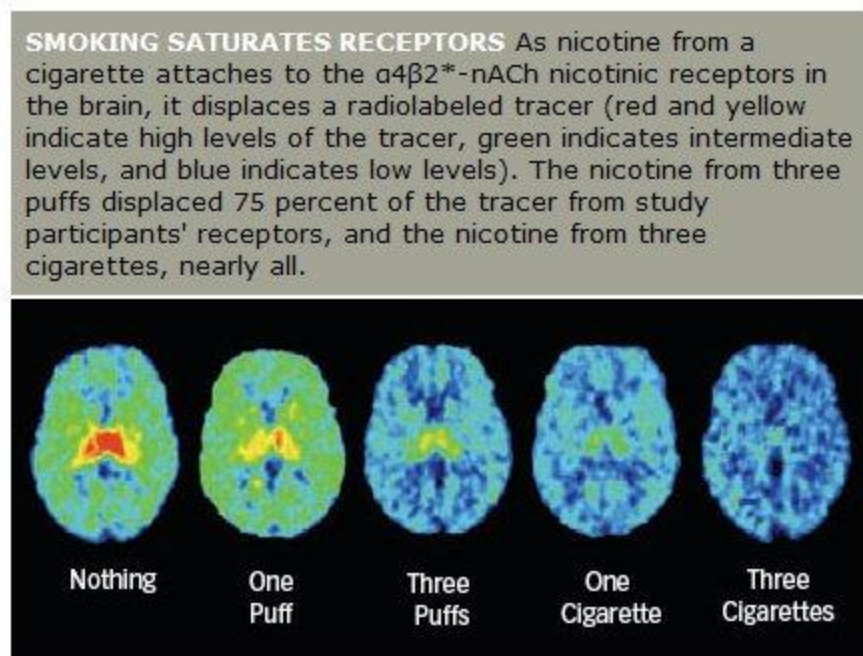 SMOKING SATURATES RECEPTORS As nicotine from a
cigarette attaches to the α4β2*-nACh nicotinic receptors in
the brain, it displaces a radiolabeled tracer (red and yellow
indicate high levels of the tracer, green indicates intermediate
levels, and blue indicates low levels). The nicotine from three
puffs displaced 75 percent of the tracer from study
participants' receptors, and the nicotine from three
cigarettes, nearly all.
Nothing
One
Puff
Three
Puffs
One
Cigarette
Three
Cigarettes